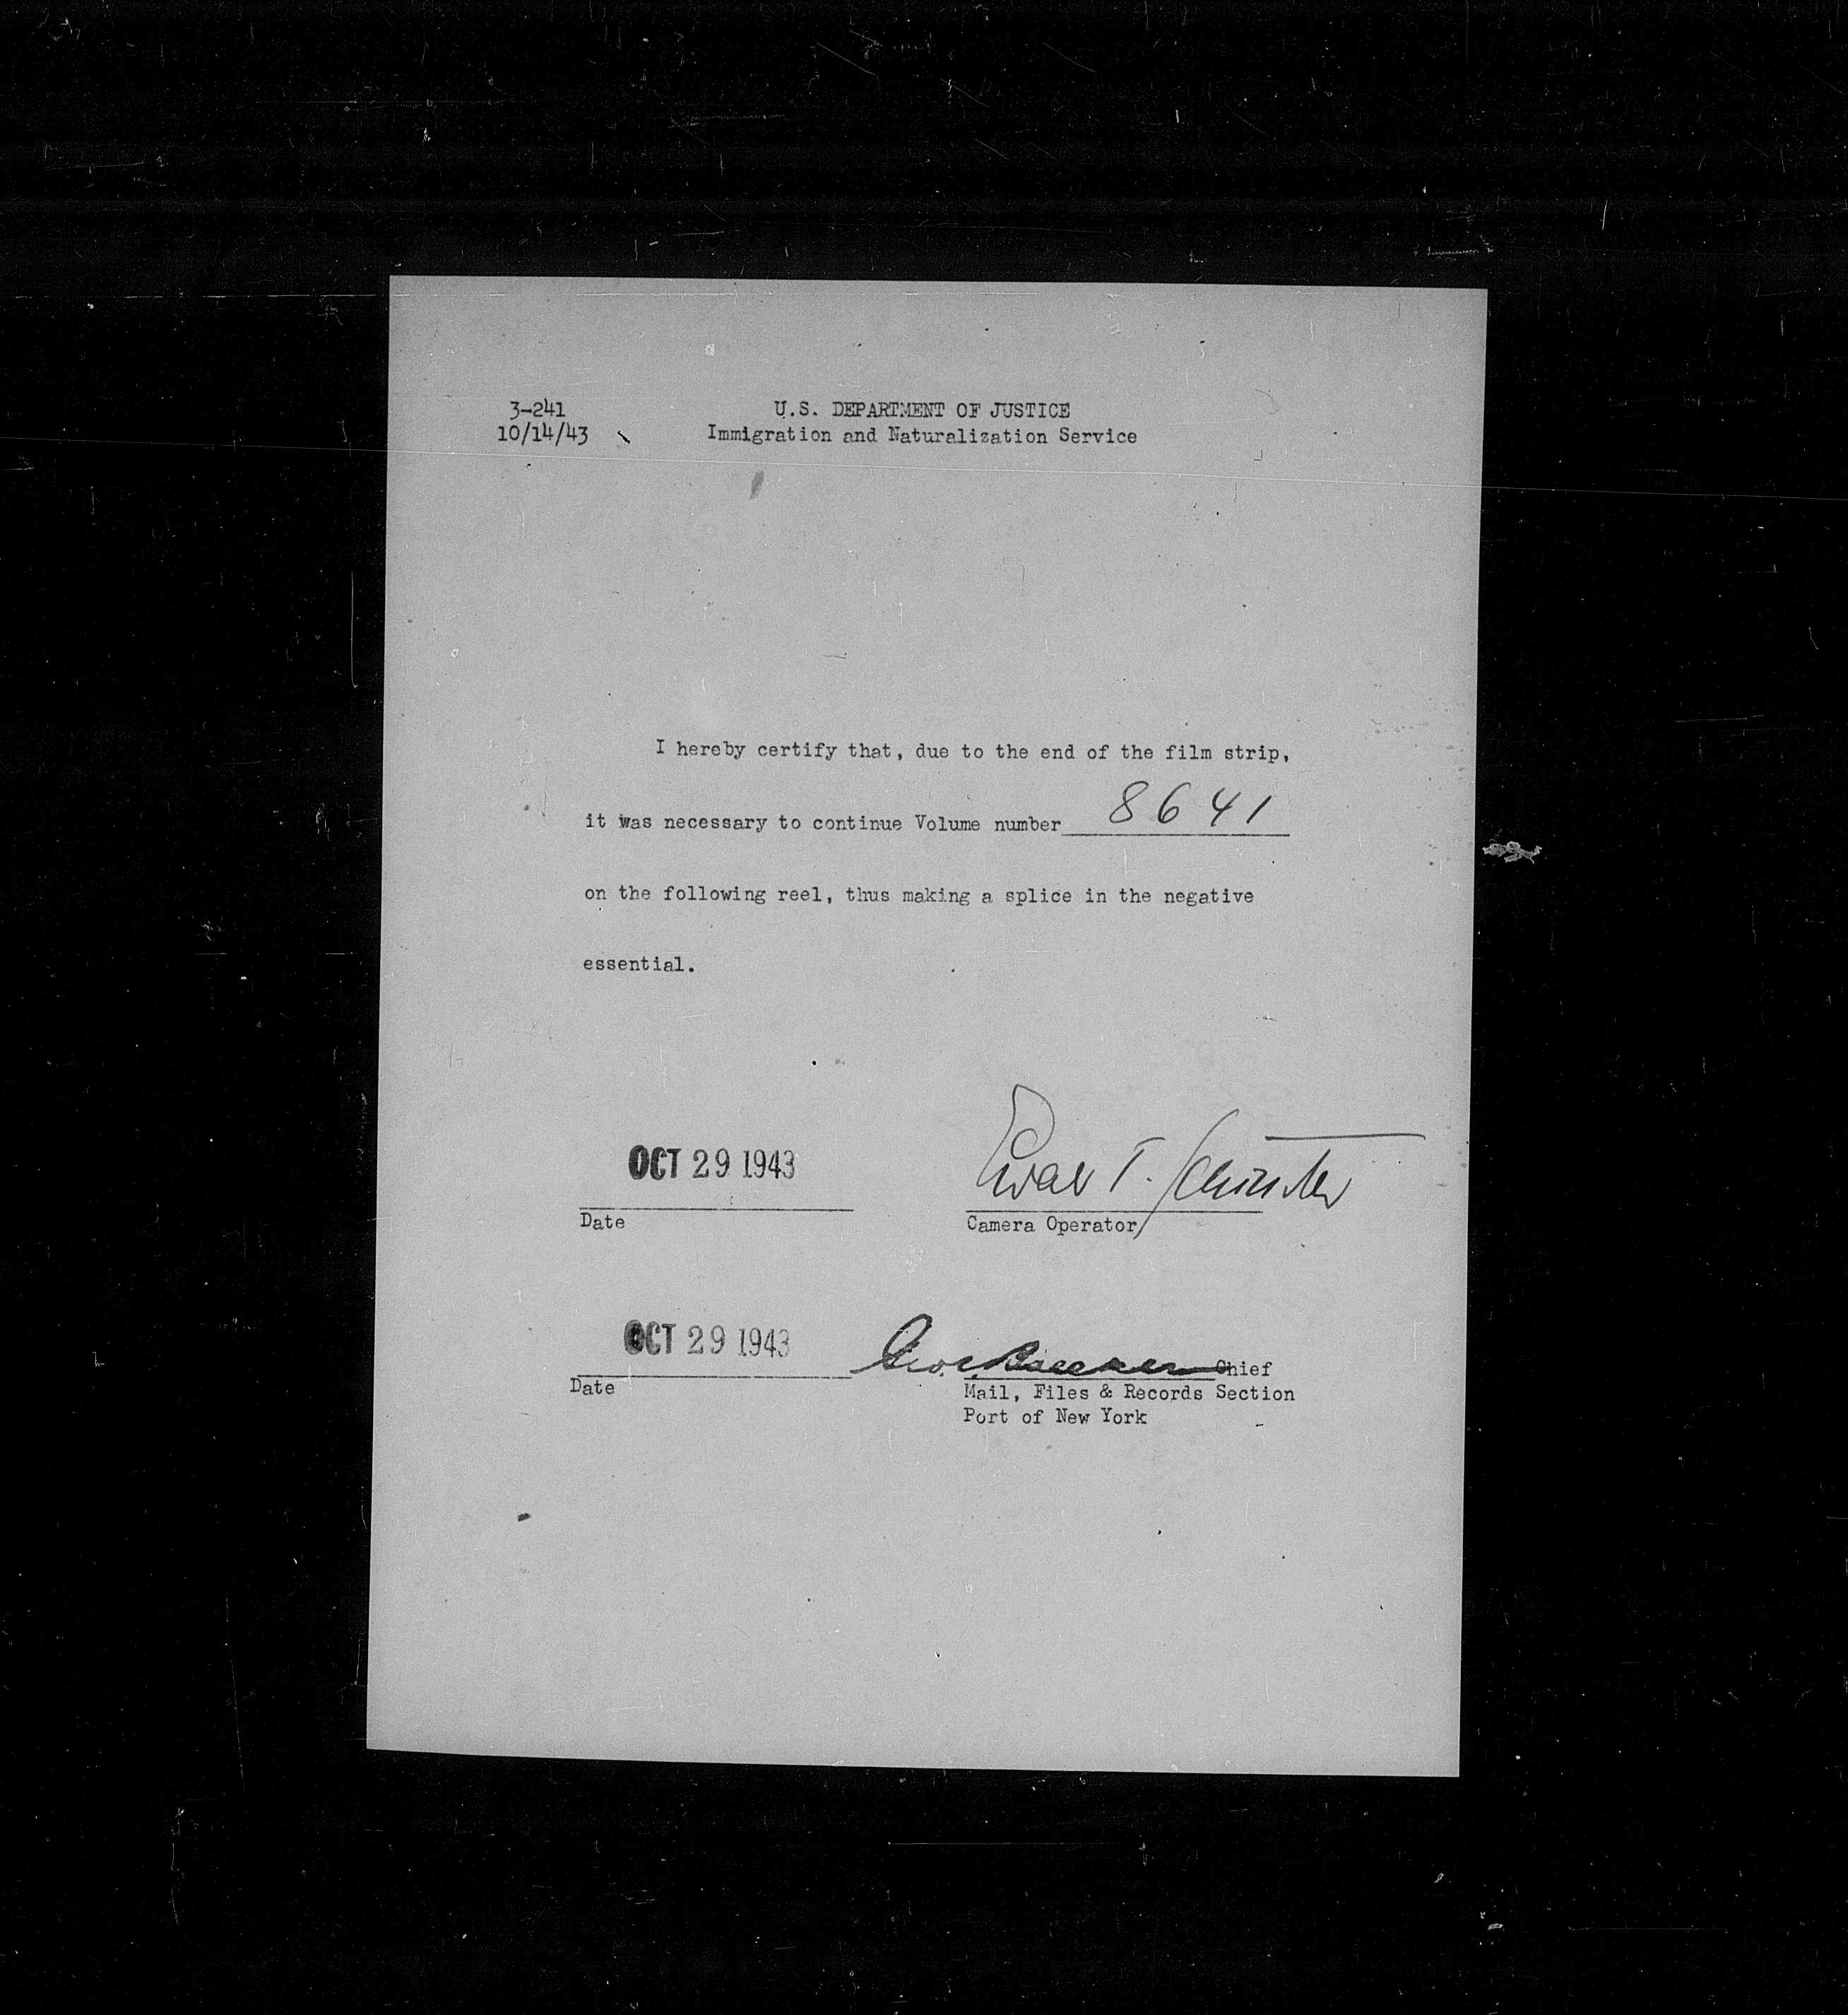 3-241
U.S. DEPARTMENT OF JUSTICE
10/14/43
Immigration and Naturalization Service
I hereby certify that, due to the end of the film strip,
it was necessary to continue Volume number 8641
on the following reel, thus making a splice in the negative
essential.
OCT 29 1943
T.
Date
Camera Operator
OCT 29 1943
Geo. Chief
Date
Mail, Files & Records Section
Port of New York